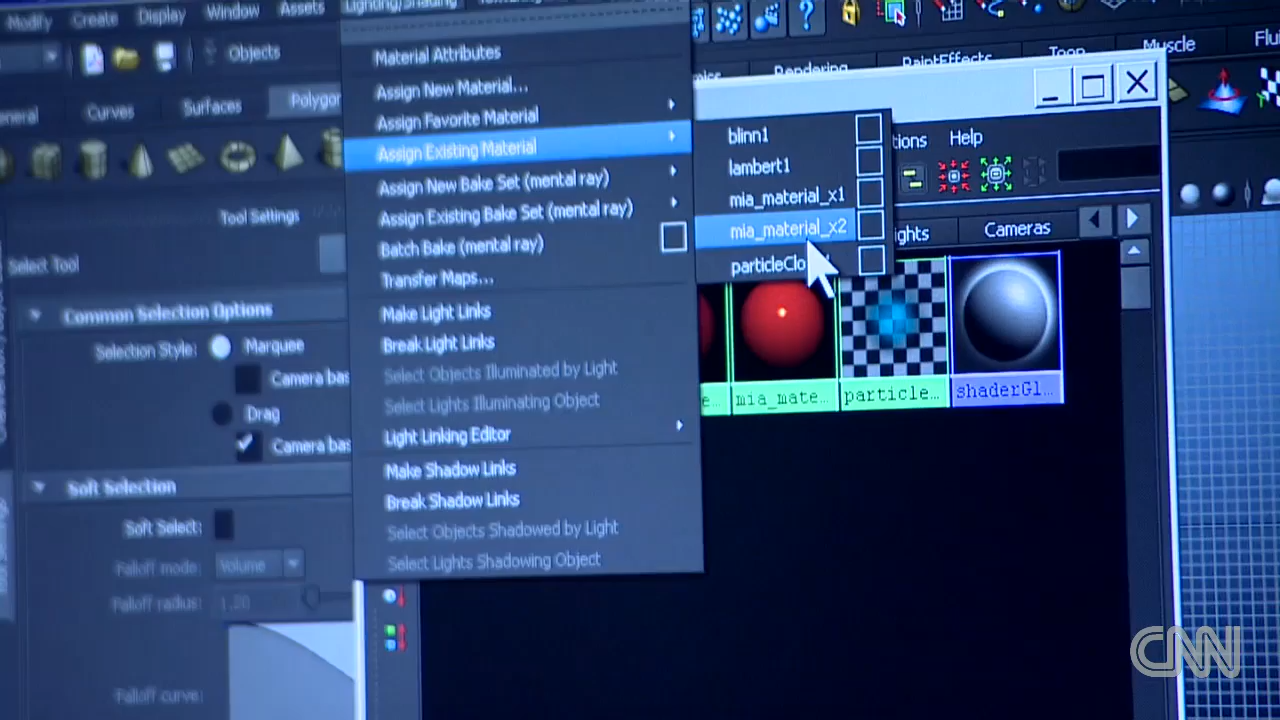 Modify Create Display Window Assets Lighting/Shading
Objects
Curves Surfaces
Rendering PaintEffects Toon Muscle
Tool Settings
Select Tool
Common Selection Options
Selection Style: Marquee
Camera bas
Drag
Camera bas
Soft Selection
Soft Select:
Falloff mode: Volume
Falloff radius: 1.20
Falloff curve:
Material Attributes
Assign New Material...
Assign Favorite Material
Assign Existing Material
Assign New Bake Set (mental ray)
Assign Existing Bake Set (mental ray)
Batch Bake (mental ray)
Transfer Maps...
Make Light Links
Break Light Links
Select Objects Illuminated by Light
Select Lights Illuminating Object
Light Linking Editor
Make Shadow Links
Break Shadow Links
Select Objects Shadowed by Light
Select Lights Shadowing Object
blinn1
lambert1
mia_material_x1
mia_material_x2
particleClo
Help
Cameras
mia_mate... particle... shaderGl...
CNN